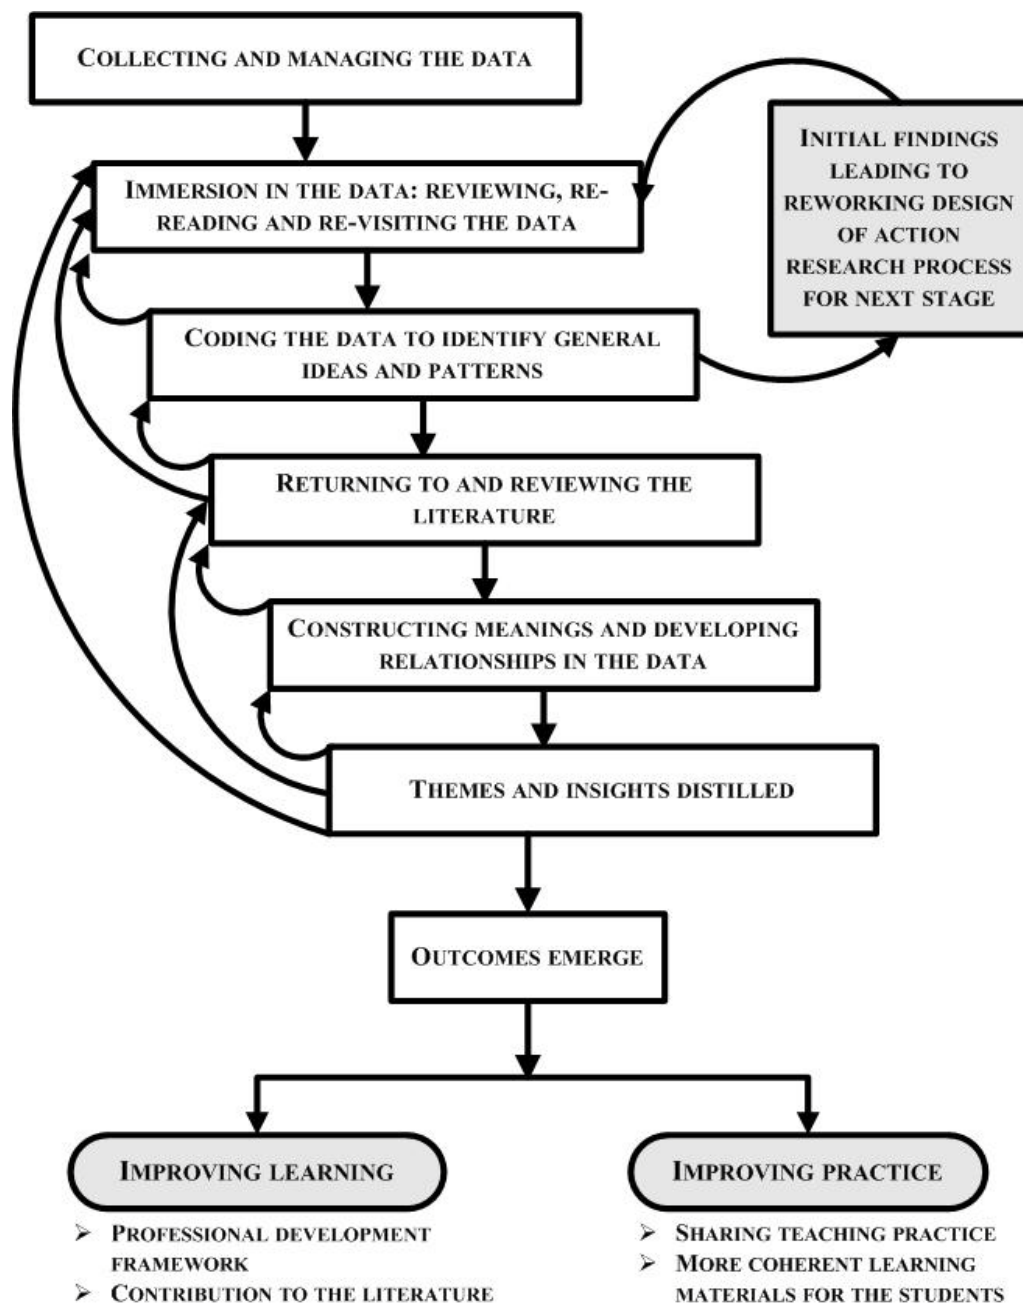 COLLECTING AND MANAGING THE DATA
IMMERSION IN THE DATA: REVIEWING, RE-
READING AND RE-VISITING THE DATA
INITIAL FINDINGS
LEADING TO
REWORKING DESIGN
OF ACTION
RESEARCH PROCESS
FOR NEXT STAGE
CODING THE DATA TO IDENTIFY GENERAL
IDEAS AND PATTERNS
RETURNING TO AND REVIEWING THE
LITERATURE
CONSTRUCTING MEANINGS AND DEVELOPING
RELATIONSHIPS IN THE DATA
THEMES AND INSIGHTS DISTILLED
OUTCOMES EMERGE
IMPROVING LEARNING
➢ PROFESSIONAL DEVELOPMENT
FRAMEWORK
➢ CONTRIBUTION TO THE LITERATURE
IMPROVING PRACTICE
➢ SHARING TEACHING PRACTICE
➢ MORE COHERENT LEARNING
MATERIALS FOR THE STUDENTS